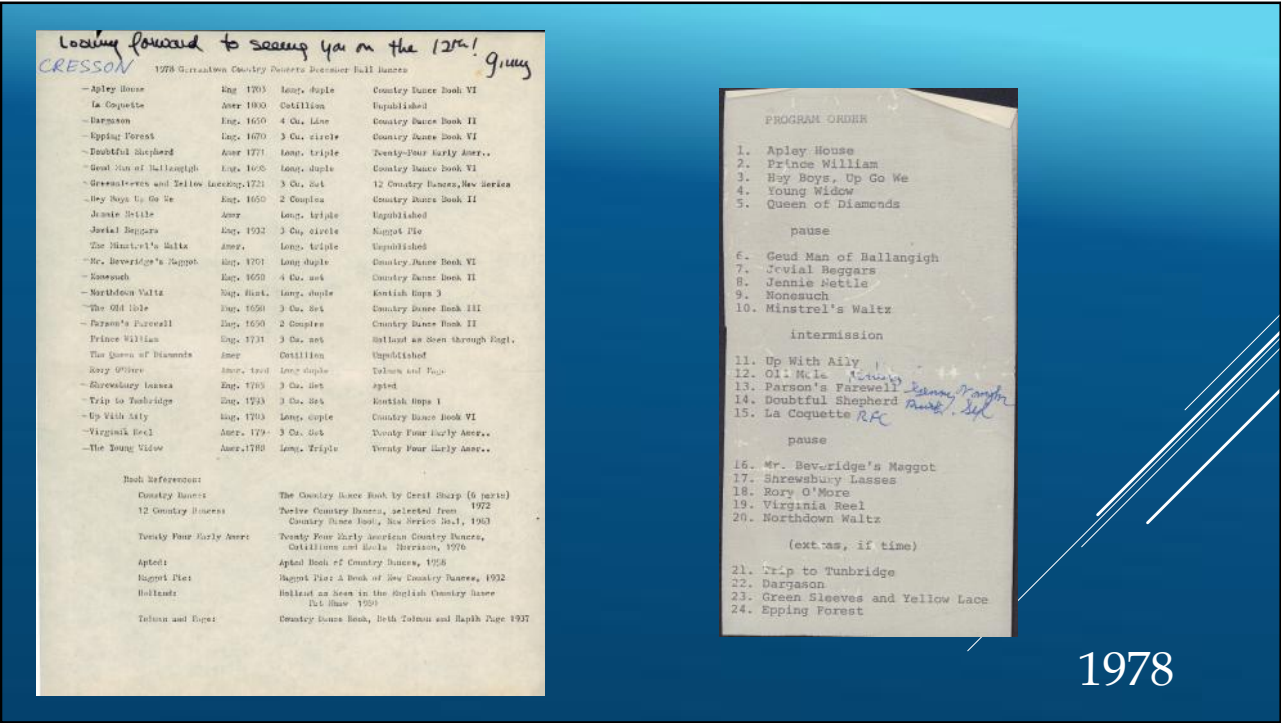 Looking forward to seeing you on the 12th! Ginny
CRESSON 1978 Germantown Country Dancers December Ball Dances
— Apley House Eng 1703 Long. duple Country Dance Book VI
La Coquette Amer 1800 Cotillion Unpublished
— Dargason Eng. 1650 4 Cu. Line Country Dance Book II
— Epping Forest Eng. 1670 3 Cu. circle Country Dance Book VI
— Doubtful Shepherd Amer 1771 Long. triple Twenty-Four Early Amer..
— Geud Man of Ballangigh Eng. 1698 Long. duple Country Dance Book VI
— Greensleeves and Yellow Lace Eng. 1721 3 Cu. Set 12 Country Dances, New Series
— Hey Boys Up Go We Eng. 1650 2 Couples Country Dance Book II
Jennie Nettle Amer Long. triple Unpublished
Jovial Beggars Eng. 1932 3 Cu. circle Maggot Pie
The Minstrel's Waltz Amer. Long. triple Unpublished
— Mr. Beveridge's Maggot Eng. 1701 Long duple Country Dance Book VI
— Nonesuch Eng. 1650 4 Cu. set Country Dance Book II
— Northdown Waltz Eng. Long. duple Kentish Hops 3
— The Old Mole Eng. 1650 3 Cu. Set Country Dance Book III
— Parson's Farewell Eng. 1650 2 Couples Country Dance Book II
Prince William Eng. 1731 3 Cu. set Holland as Seen through Engl.
The Queen of Diamonds Amer Cotillion Unpublished
Rory O'More Amer. trad Long duple Tolman and Page
— Shrewsbury Lasses Eng. 1765 3 Cu. Set Apted
— Trip to Tunbridge Eng. 1793 3 Cu. Set Kentish Hops 1
— Up With Aily Eng. 1703 Long. duple Country Dance Book VI
— Virginia Reel Amer. 179- 3 Cu. Set Twenty Four Early Amer..
— The Young Widow Amer. 1788 Long. Triple Twenty Four Early Amer..
Book References:
Country Dance: The Country Dance Book by Cecil Sharp (6 parts)
1972
12 Country Dances: Twelve Country Dances, selected from
Country Dance Book, New Series No.1,
Twenty Four Early Amer: Twenty Four Early American Country Dances,
Cotillions and Reels Morrison, 1976
Apted: Apted Book of Country Dances,
Maggot Pie: Maggot Pie: A Book of New Country Dances, 1932
Holland: Holland as Seen in the English Country Dance
Pat Shaw 1960
Tolman and Page: Country Dance Book, Beth Tolman and Ralph Page 1937
PROGRAM ORDER
1. Apley House
2. Prince William
3. Hey Boys, Up Go We
4. Young Widow
5. Queen of Diamonds
pause
6. Geud Man of Ballangigh
7. Jovial Beggars
8. Jennie Nettle
9. Nonesuch
10. Minstrel's Waltz
intermission
11. Up With Aily
12. Old Mole
13. Parson's Farewell
14. Doubtful Shepherd
15. La Coquette RFC
pause
16. Mr. Beveridge's Maggot
17. Shrewsbury Lasses
18. Rory O'More
19. Virginia Reel
20. Northdown Waltz
(extras, if time)
21. Trip to Tunbridge
22. Dargason
23. Green Sleeves and Yellow Lace
24. Epping Forest
1978